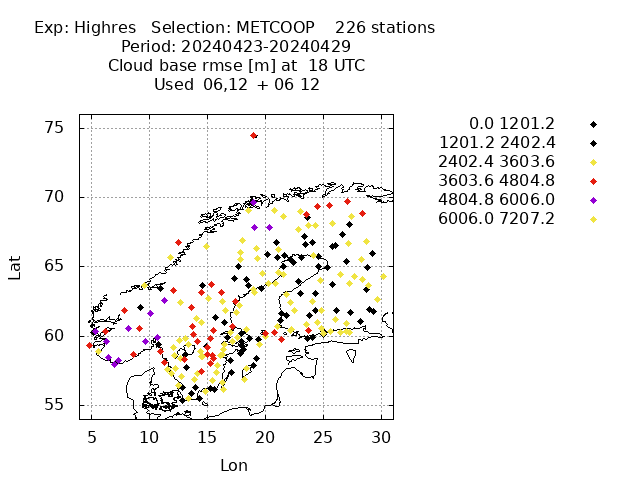 Exp: Highres Selection: METCOOP 226 stations
Period: 20240423-20240429
Cloud base rmse [m] at 18 UTC
Used 06,12 + 06 12
0.0 1201.2
1201.2 2402.4
2402.4 3603.6
3603.6 4804.8
4804.8 6006.0
6006.0 7207.2
75
70
65
60
55
Lat
5 10 15 20 25 30
Lon